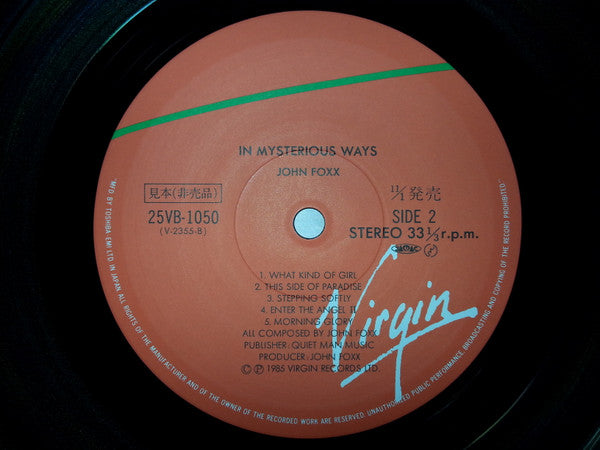 IN MYSTERIOUS WAYS
JOHN FOXX
見本(非売品)
25VB-1050
(V-2355-B)
11/1 発売
SIDE 2
STEREO 33 1/3 r.p.m.
1. WHAT KIND OF GIRL
2. THIS SIDE OF PARADISE
3. STEPPING SOFTLY
4. ENTER THE ANGEL II
5. MORNING GLORY
ALL COMPOSED BY JOHN FOXX
PUBLISHER: QUIET MAN MUSIC
PRODUCER: JOHN FOXX
© Ⓟ 1985 VIRGIN RECORDS LTD.
Virgin
M'F'D BY TOSHIBA EMI LTD. IN JAPAN ALL RIGHTS OF THE MANUFACTURER AND OF THE OWNER OF THE RECORDED WORK ARE RESERVED. UNAUTHORISED PUBLIC PERFORMANCE, BROADCASTING AND COPYING OF THE RECORD PROHIBITED.